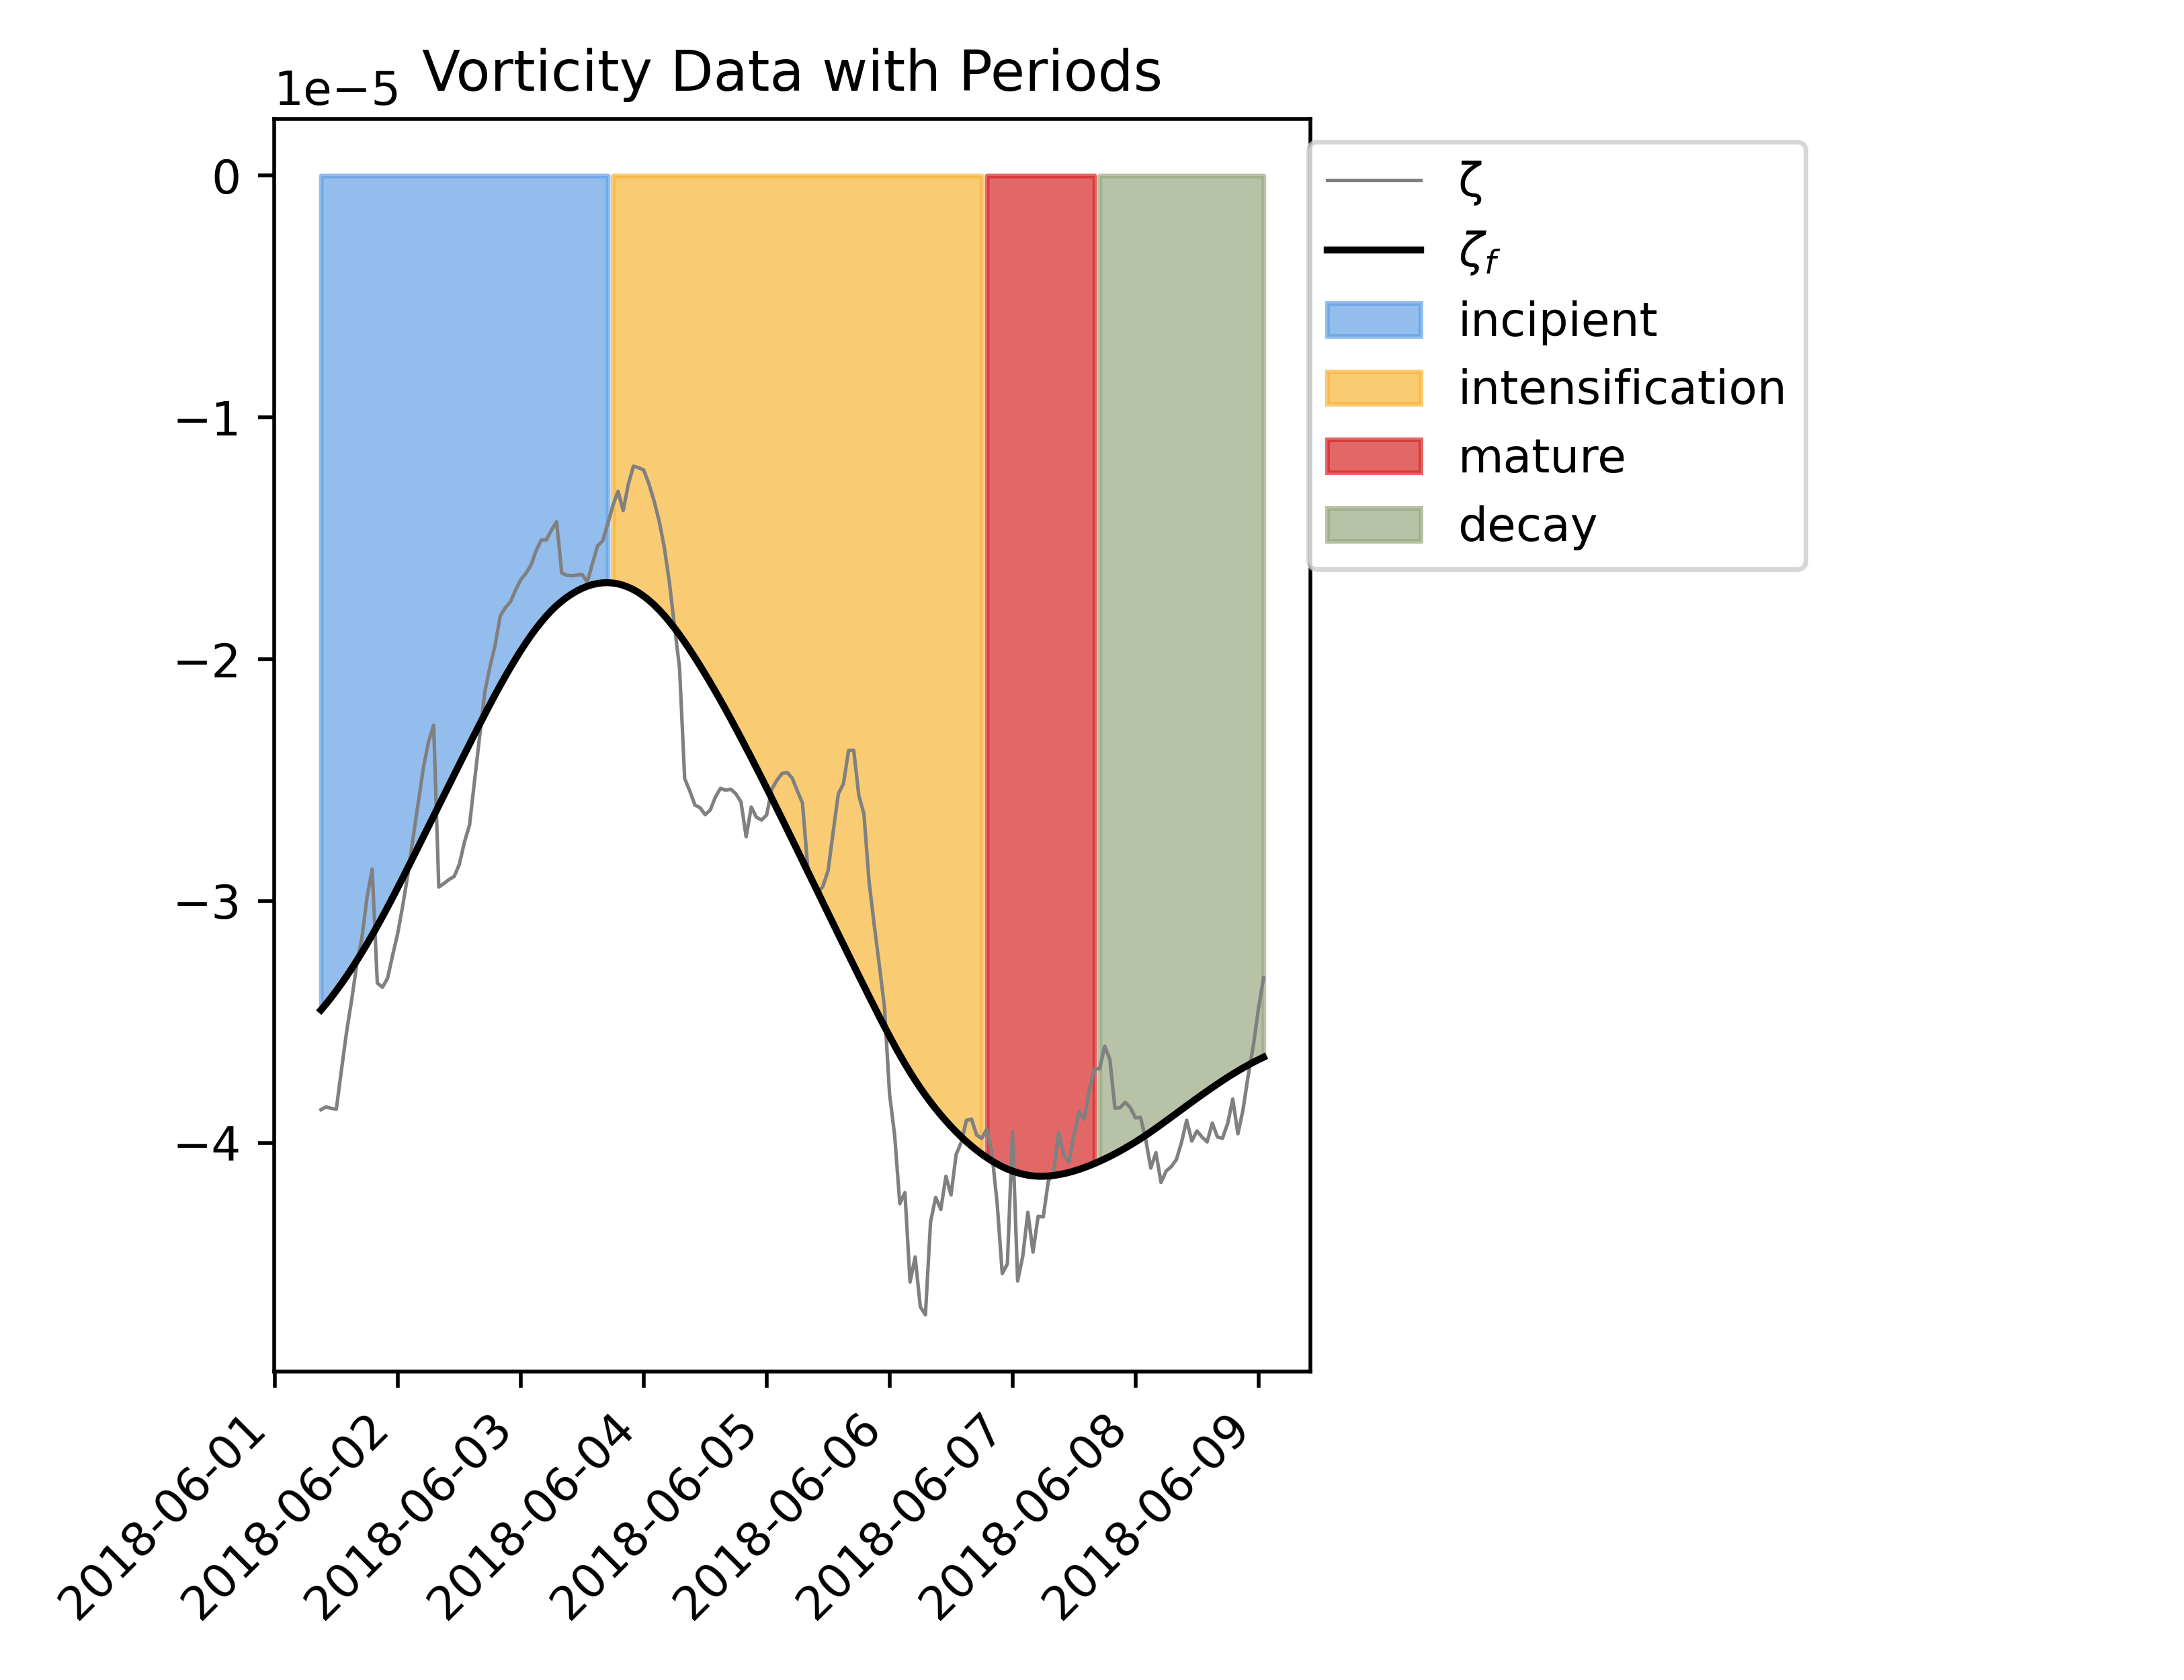 Vorticity Data with Periods
1e−5
0
−1
−2
−3
−4
ζ
ζf
incipient
intensification
mature
decay
2018-06-01
2018-06-02
2018-06-03
2018-06-04
2018-06-05
2018-06-06
2018-06-07
2018-06-08
2018-06-09